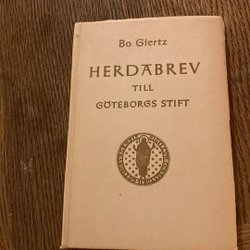 Bo Giertz
HERDABREV
TILL
GÖTEBORGS STIFT